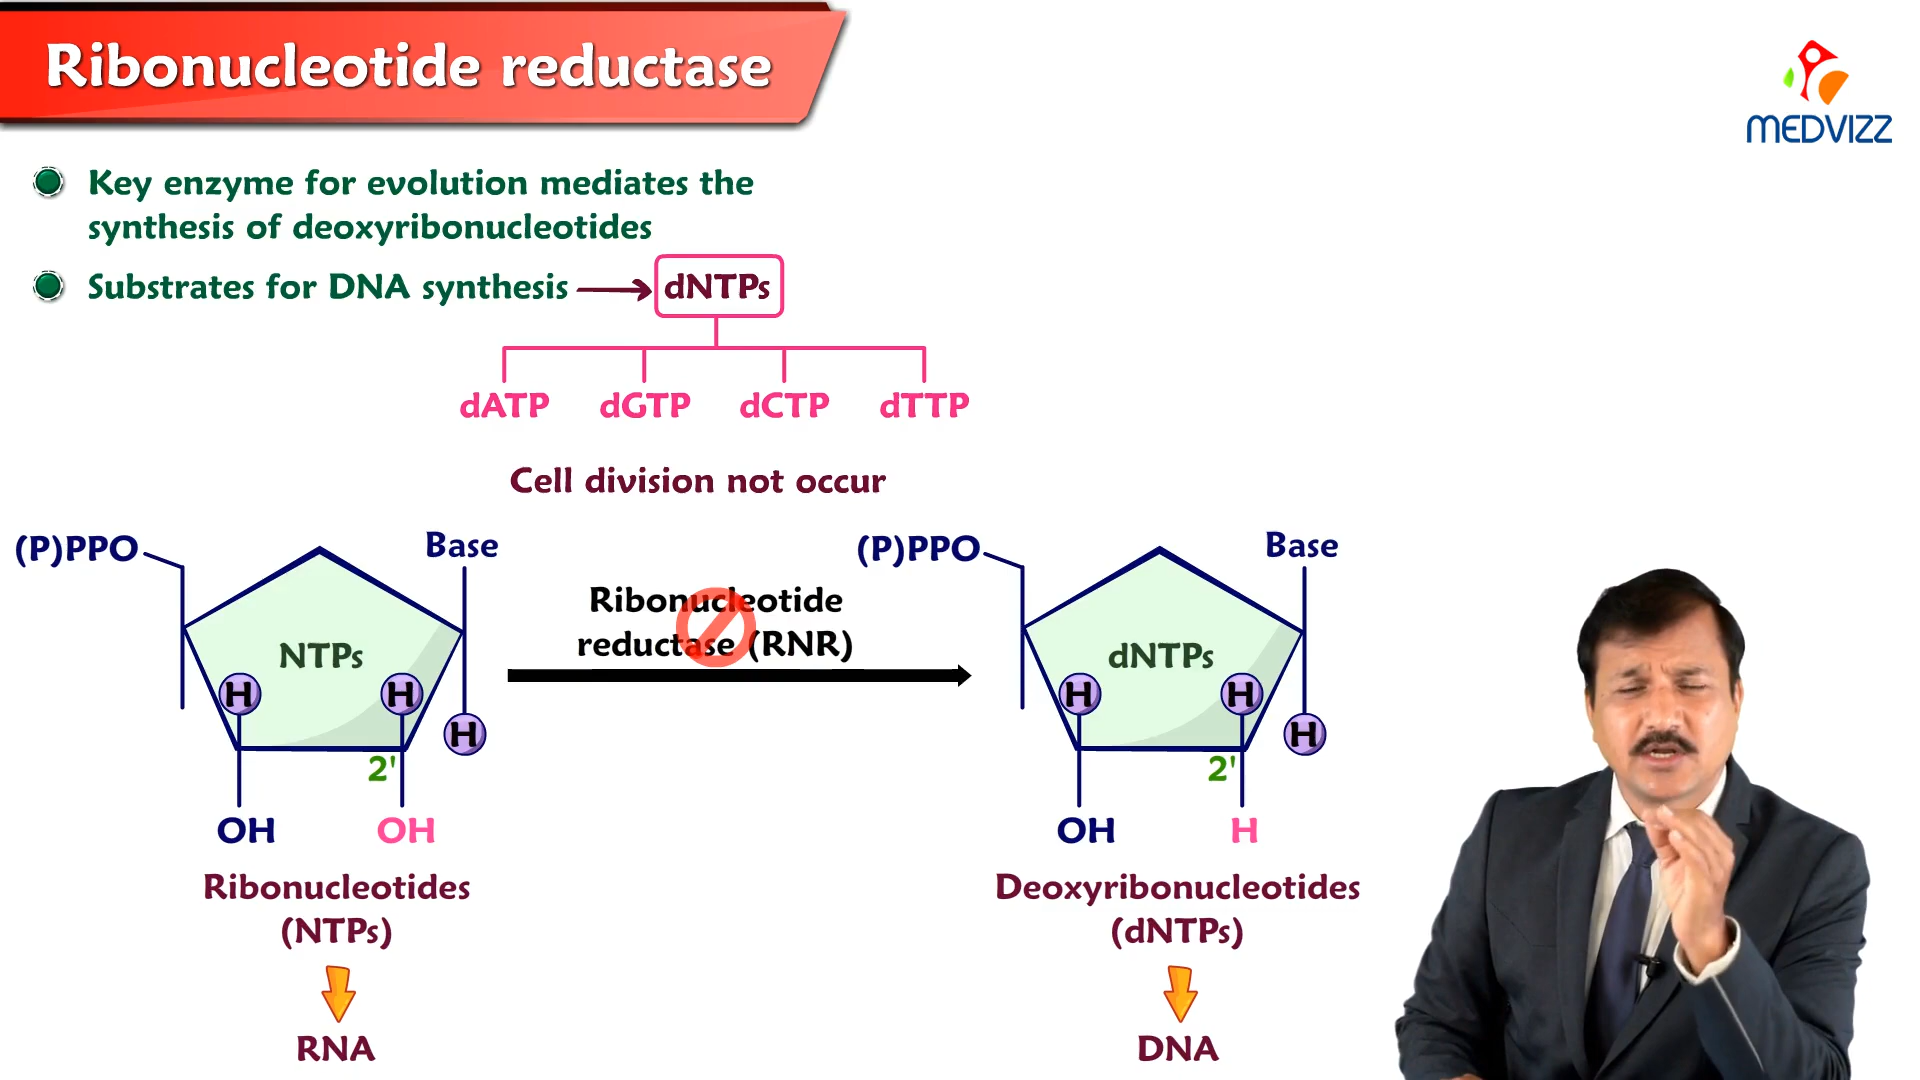 Ribonucleotide reductase
MEDVIZZ
Key enzyme for evolution mediates the
synthesis of deoxyribonucleotides
Substrates for DNA synthesis
dNTPs
dATP dGTP dCTP dTTP
Cell division not occur
(P)PPO
Base
NTPs
H
H
H
2'
OH
OH
Ribonucleotides
(NTPs)
RNA
Ribonucleotide
reductase (RNR)
(P)PPO
Base
dNTPs
H
H
H
2'
OH
H
Deoxyribonucleotides
(dNTPs)
DNA